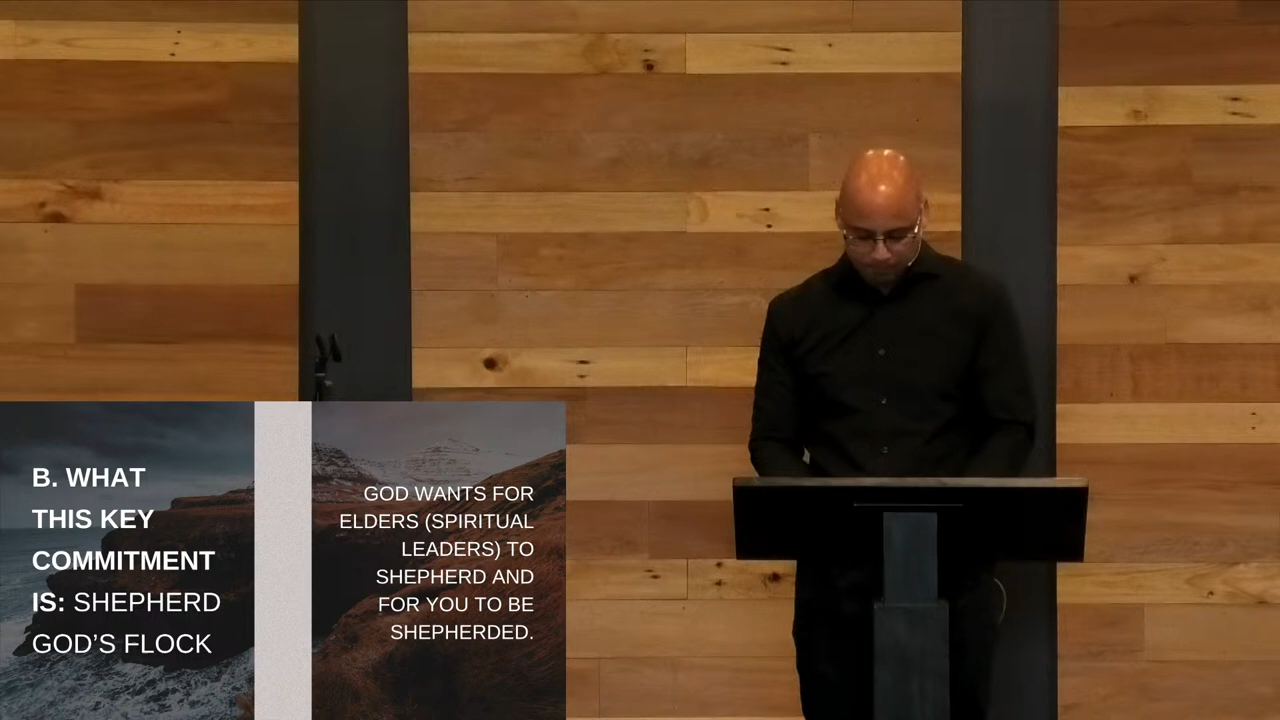 B. WHAT
THIS KEY
COMMITMENT
IS: SHEPHERD
GOD’S FLOCK
GOD WANTS FOR
ELDERS (SPIRITUAL
LEADERS) TO
SHEPHERD AND
FOR YOU TO BE
SHEPHERDED.